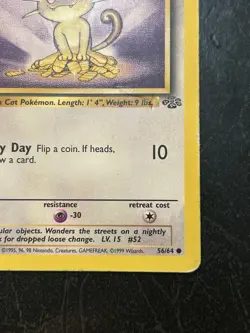 Cat Pokémon. Length: 1' 4", Weight: 9 lbs.
y Day Flip a coin. If heads, 10
w a card.
resistance retreat cost
-30
ular objects. Wanders the streets on a nightly
for dropped loose change. LV. 15 #52
©1995, 96, 98 Nintendo, Creatures, GAMEFREAK. ©1999 Wizards. 56/64